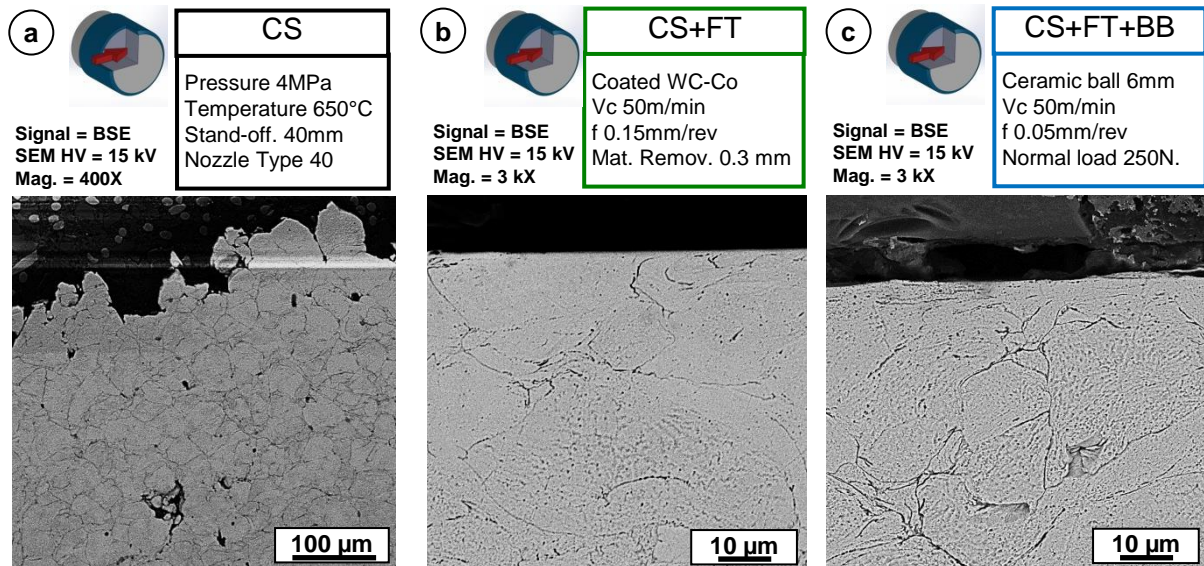 a
CS
Pressure 4MPa
Temperature 650°C
Stand-off. 40mm
Nozzle Type 40
Signal = BSE
SEM HV = 15 kV
Mag. = 400X
100 µm
b
CS+FT
Coated WC-Co
Vc 50m/min
f 0.15mm/rev
Mat. Remov. 0.3 mm
Signal = BSE
SEM HV = 15 kV
Mag. = 3 kX
10 µm
c
CS+FT+BB
Ceramic ball 6mm
Vc 50m/min
f 0.05mm/rev
Normal load 250N.
Signal = BSE
SEM HV = 15 kV
Mag. = 3 kX
10 µm